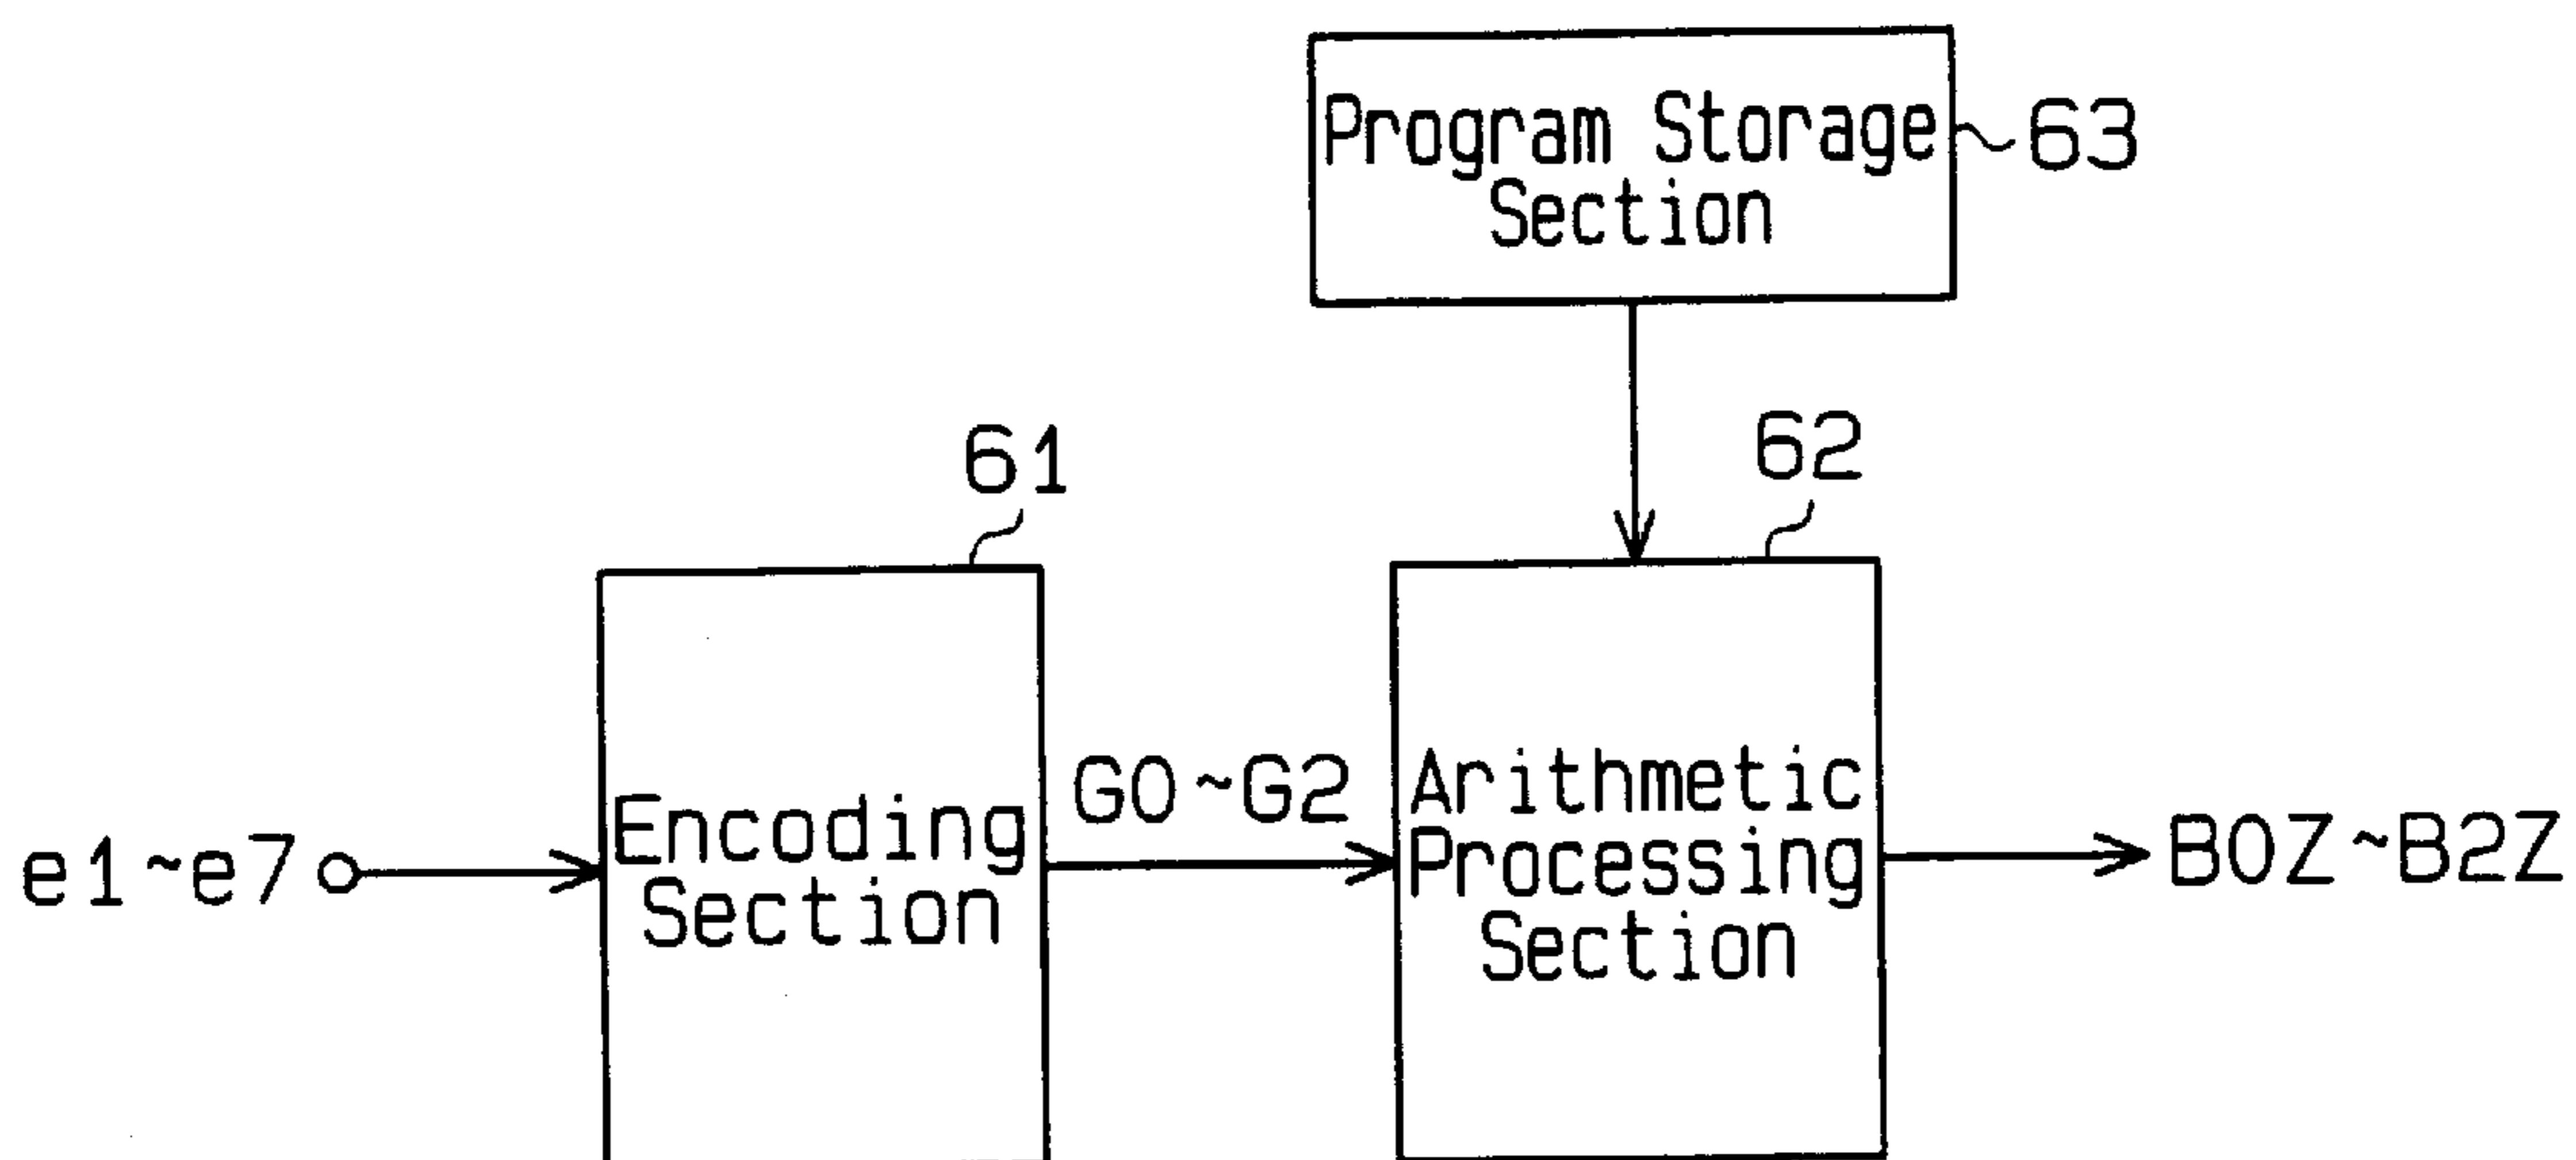 Program Storage
Section
63
61
62
e1~e7
Encoding
Section
G0~G2
Arithmetic
Processing
Section
B0Z~B2Z